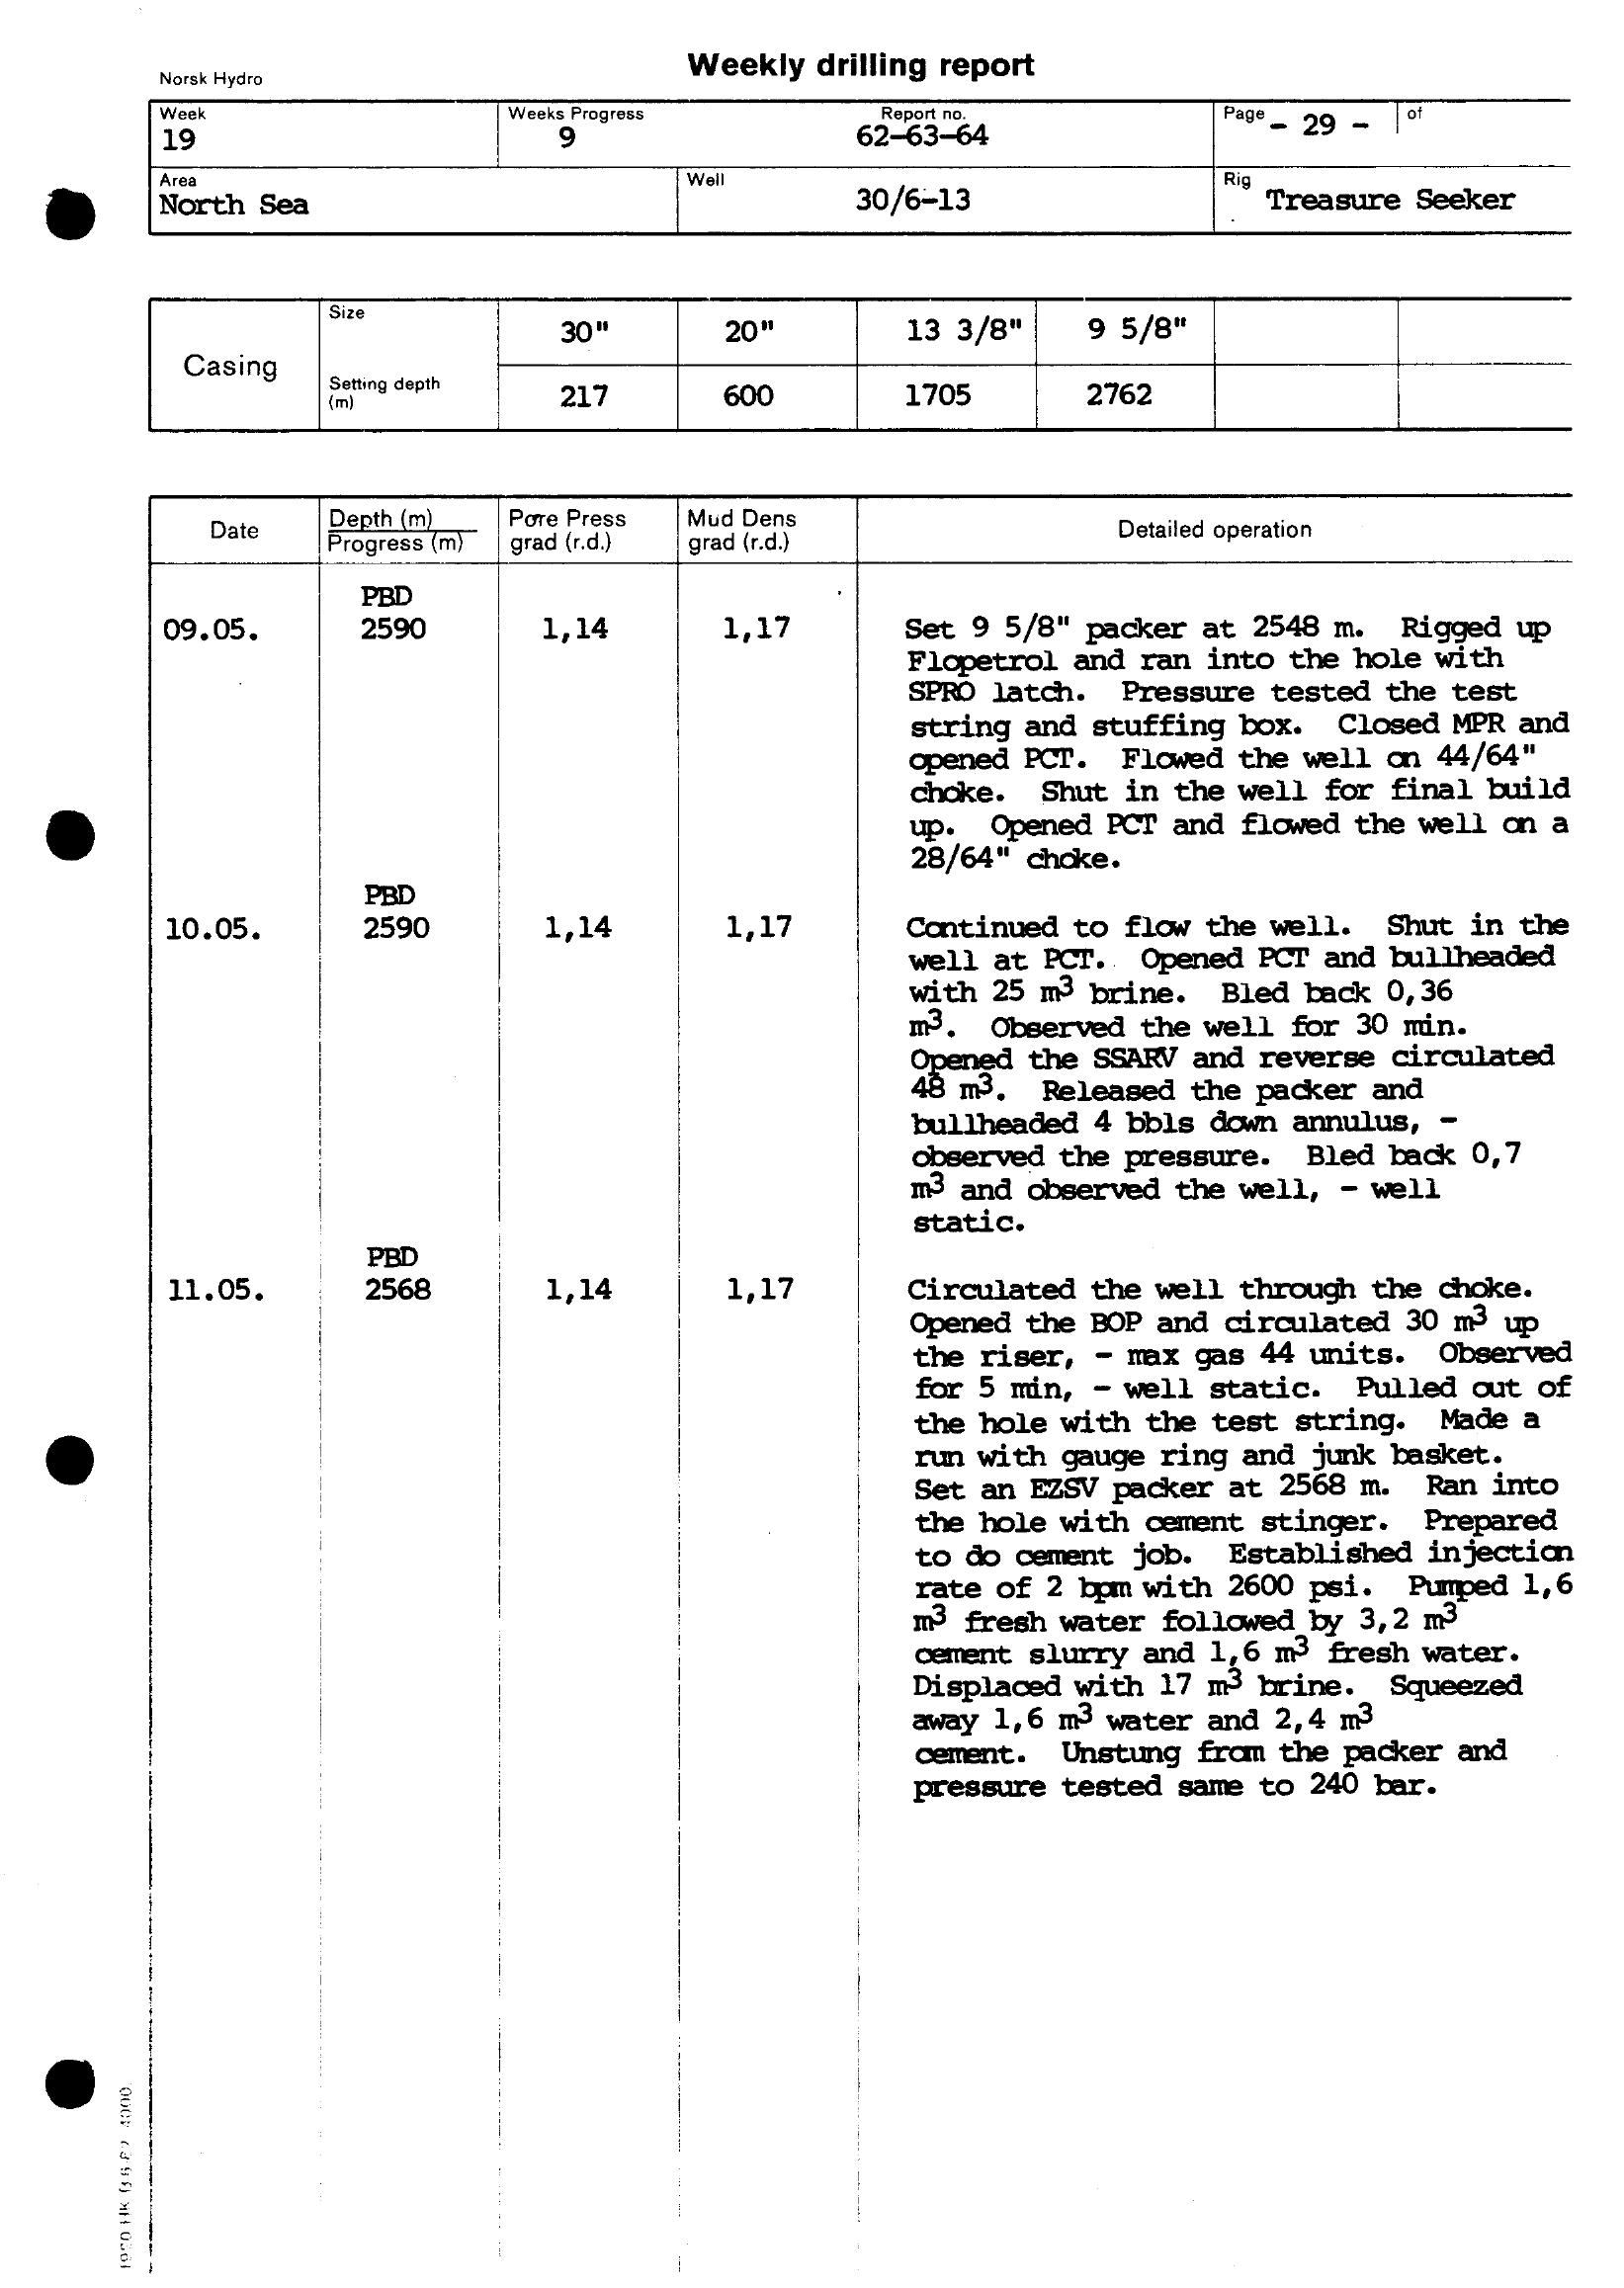 Norsk Hydro
Weekly drilling report
Week
19
Weeks Progress
9
Report no.
62-63-64
Page
- 29 -
of
Area
North Sea
Well
30/6-13
Rig
Treasure Seeker
Casing
Size
30"
20"
13 3/8"
9 5/8"
Setting depth
(m)
217
600
1705
2762
Date
Depth (m)
Progress (m)
Pore Press
grad (r.d.)
Mud Dens
grad (r.d.)
Detailed operation
PBD
09.05. 2590 1,14 1,17 Set 9 5/8" packer at 2548 m. Rigged up
Flopetrol and ran into the hole with
SPRO latch. Pressure tested the test
string and stuffing box. Closed MPR and
opened PCT. Flowed the well on 44/64"
choke. Shut in the well for final build
up. Opened PCT and flowed the well on a
28/64" choke.
PBD
10.05. 2590 1,14 1,17 Continued to flow the well. Shut in the
well at PCT. Opened PCT and bullheaded
with 25 m3 brine. Bled back 0,36
m3. Observed the well for 30 min.
Opened the SSARV and reverse circulated
48 m3. Released the packer and
bullheaded 4 bbls down annulus, -
observed the pressure. Bled back 0,7
m3 and observed the well, - well
static.
PBD
11.05. 2568 1,14 1,17 Circulated the well through the choke.
Opened the BOP and circulated 30 m3 up
the riser, - max gas 44 units. Observed
for 5 min, - well static. Pulled out of
the hole with the test string. Made a
run with gauge ring and junk basket.
Set an EZSV packer at 2568 m. Ran into
the hole with cement stinger. Prepared
to do cement job. Established injection
rate of 2 bpm with 2600 psi. Pumped 1,6
m3 fresh water followed by 3,2 m3
cement slurry and 1,6 m3 fresh water.
Displaced with 17 m3 brine. Squeezed
away 1,6 m3 water and 2,4 m3
cement. Unstung from the packer and
pressure tested same to 240 bar.